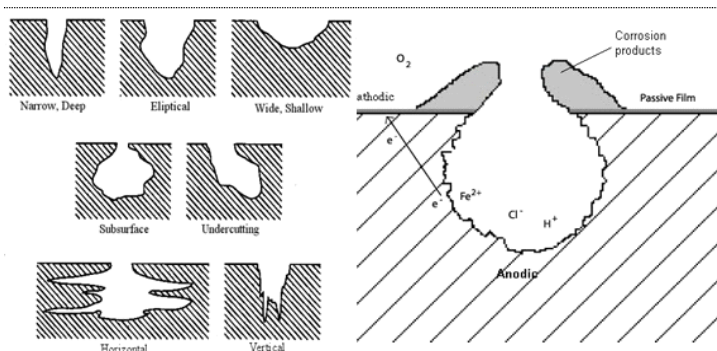 Narrow, Deep
Eliptical
Wide, Shallow
Subsurface
Undercutting
Horizontal
Vertical
Corrosion
products
O2
athodic
Passive Film
e-
e-
Fe2+
Cl-
H+
Anodic